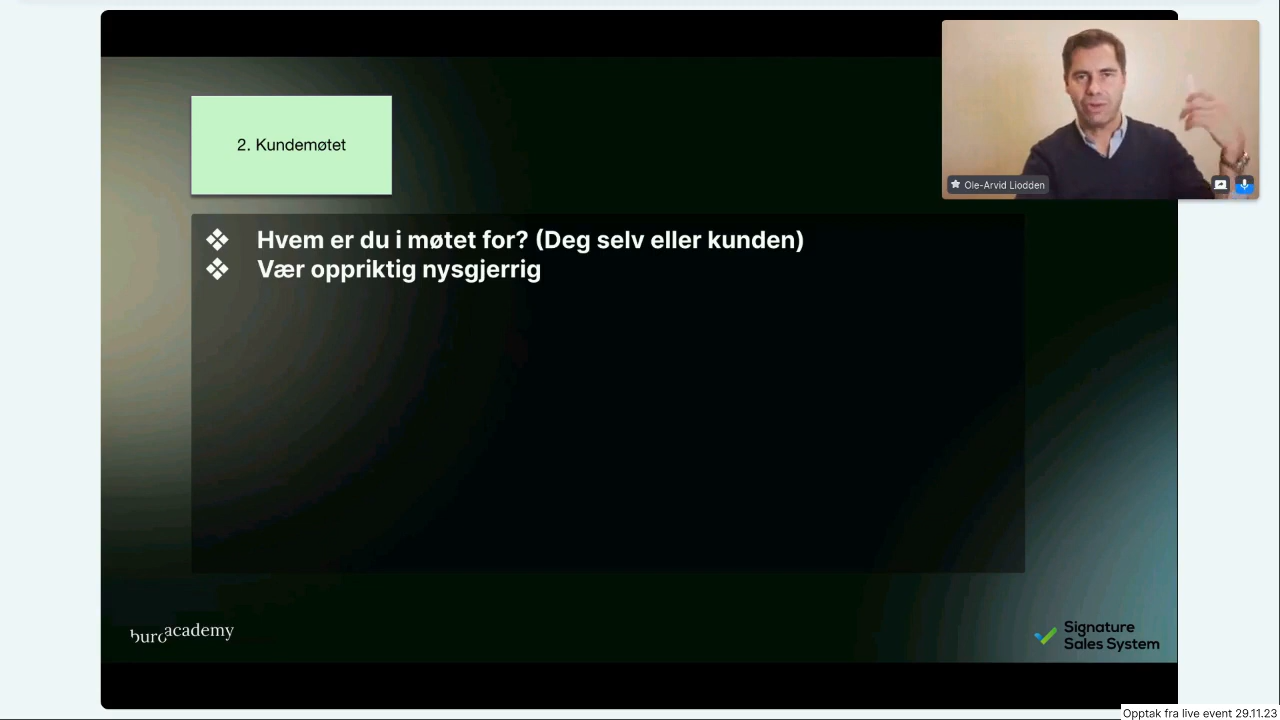 2. Kundemøtet
Ole-Arvid Liodden
❖ Hvem er du i møtet for? (Deg selv eller kunden)
❖ Vær oppriktig nysgjerrig
buro academy
Signature
Sales System
Opptak fra live event 29.11.23